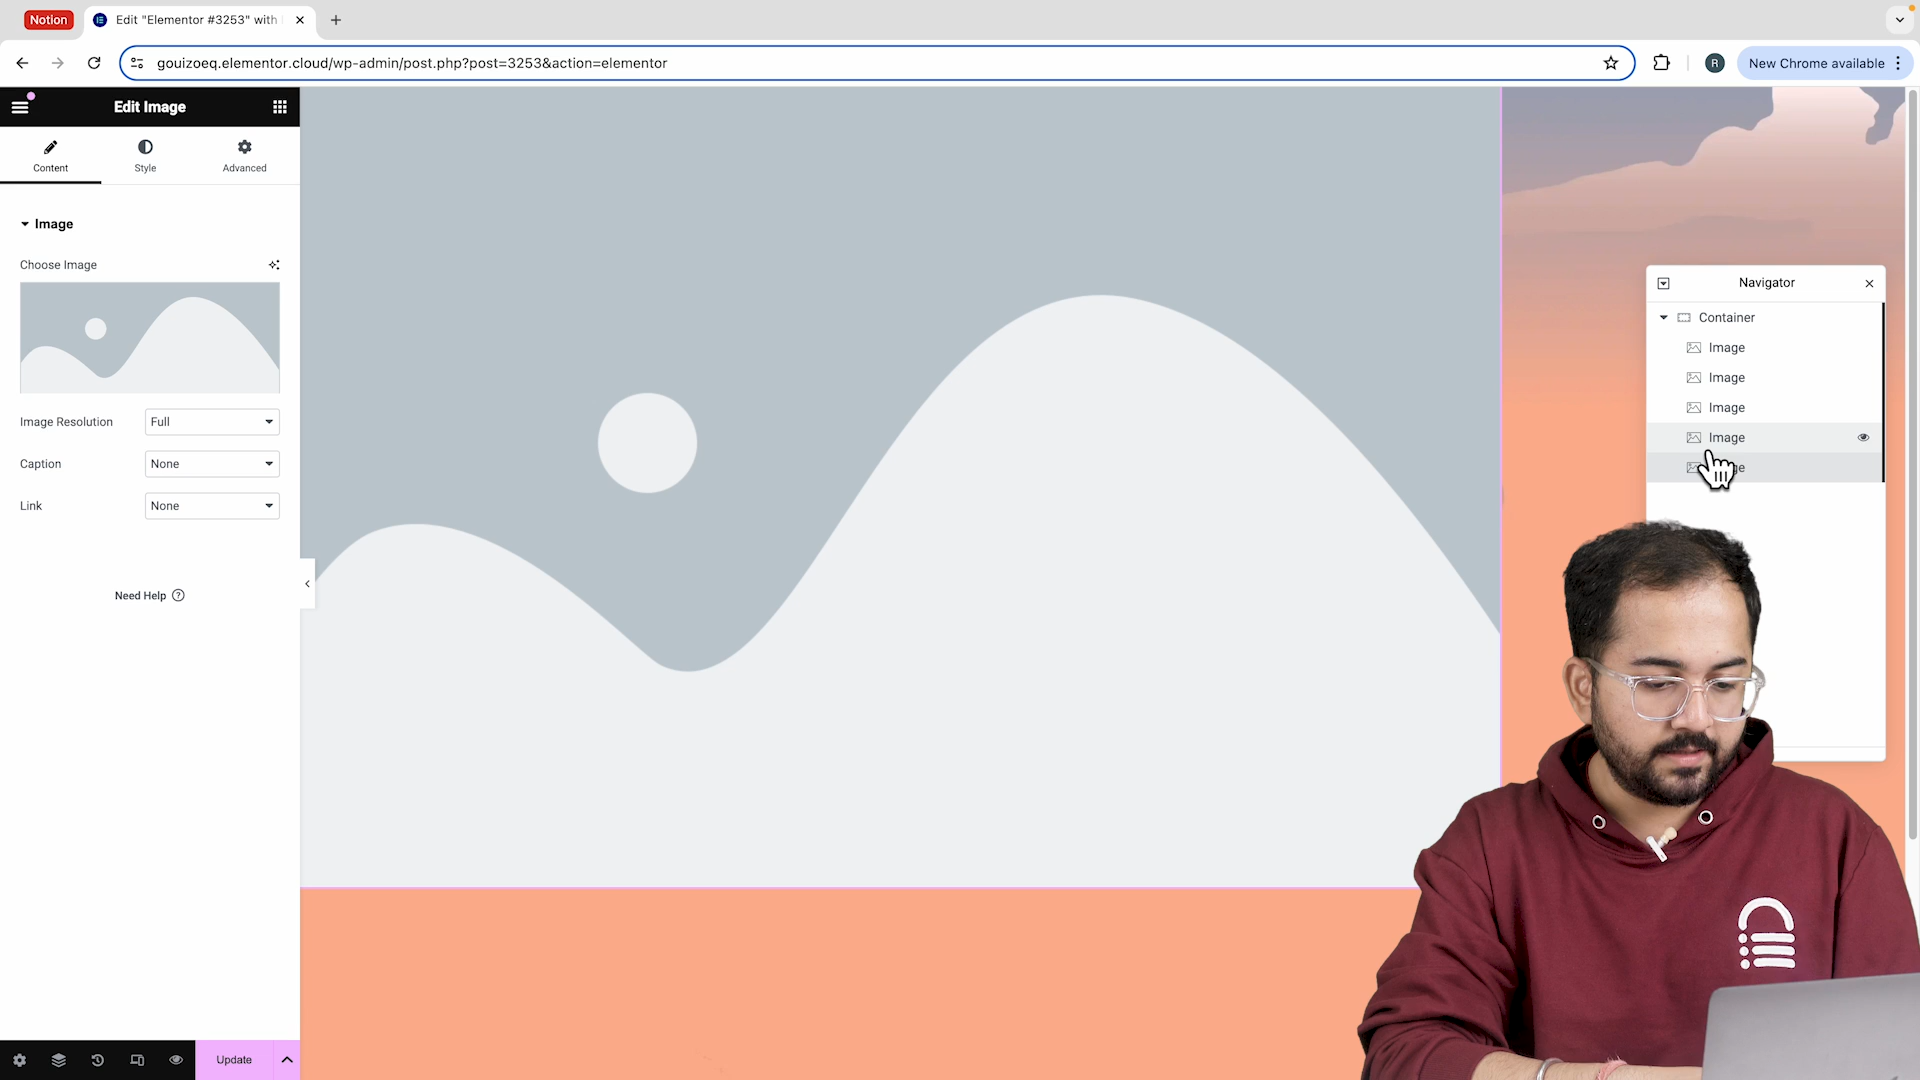 Notion
Edit "Elementor #3253" with
gouizoeq.elementor.cloud/wp-admin/post.php?post=3253&action=elementor
R
New Chrome available
Edit Image
Content
Style
Advanced
Image
Choose Image
Image Resolution
Full
Caption
None
Link
None
Need Help
Update
Navigator
Container
Image
Image
Image
Image